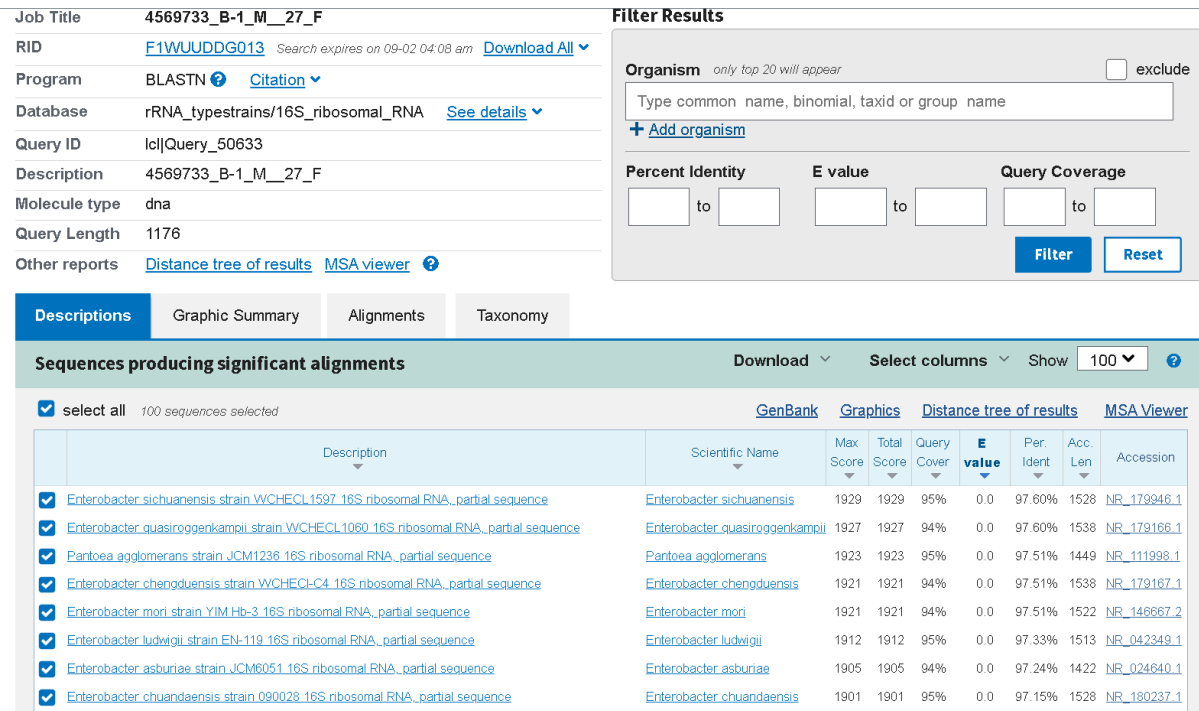 Job Title 4569733_B-1_M__27_F
RID F1WUUDDG013 Search expires on 09-02 04:08 am Download All
Program BLASTN ? Citation
Database rRNA_typestrains/16S_ribosomal_RNA See details
Query ID lcl|Query_50633
Description 4569733_B-1_M__27_F
Molecule type dna
Query Length 1176
Other reports Distance tree of results MSA viewer ?
Filter Results
Organism only top 20 will appear exclude
Type common name, binomial, taxid or group name
+ Add organism
Percent Identity E value Query Coverage
to to to
Filter Reset
Descriptions Graphic Summary Alignments Taxonomy
Sequences producing significant alignments Download Select columns Show 100 ?
select all 100 sequences selected GenBank Graphics Distance tree of results MSA Viewer
Description Scientific Name Max Score Total Score Query Cover E value Per. Ident Acc. Len Accession
Enterobacter sichuanensis strain WCHECL1597 16S ribosomal RNA, partial sequence Enterobacter sichuanensis 1929 1929 95% 0.0 97.60% 1528 NR_179946.1
Enterobacter quasiroggenkampii strain WCHECL1060 16S ribosomal RNA, partial sequence Enterobacter quasiroggenkampii 1927 1927 94% 0.0 97.60% 1538 NR_179166.1
Pantoea agglomerans strain JCM1236 16S ribosomal RNA, partial sequence Pantoea agglomerans 1923 1923 95% 0.0 97.51% 1449 NR_111998.1
Enterobacter chengduensis strain WCHECl-C4 16S ribosomal RNA, partial sequence Enterobacter chengduensis 1921 1921 94% 0.0 97.51% 1538 NR_179167.1
Enterobacter mori strain YIM Hb-3 16S ribosomal RNA, partial sequence Enterobacter mori 1921 1921 94% 0.0 97.51% 1522 NR_146667.2
Enterobacter ludwigii strain EN-119 16S ribosomal RNA, partial sequence Enterobacter ludwigii 1912 1912 95% 0.0 97.33% 1513 NR_042349.1
Enterobacter asburiae strain JCM6051 16S ribosomal RNA, partial sequence Enterobacter asburiae 1905 1905 94% 0.0 97.24% 1422 NR_024640.1
Enterobacter chuandaensis strain 090028 16S ribosomal RNA, partial sequence Enterobacter chuandaensis 1901 1901 95% 0.0 97.15% 1528 NR_180237.1